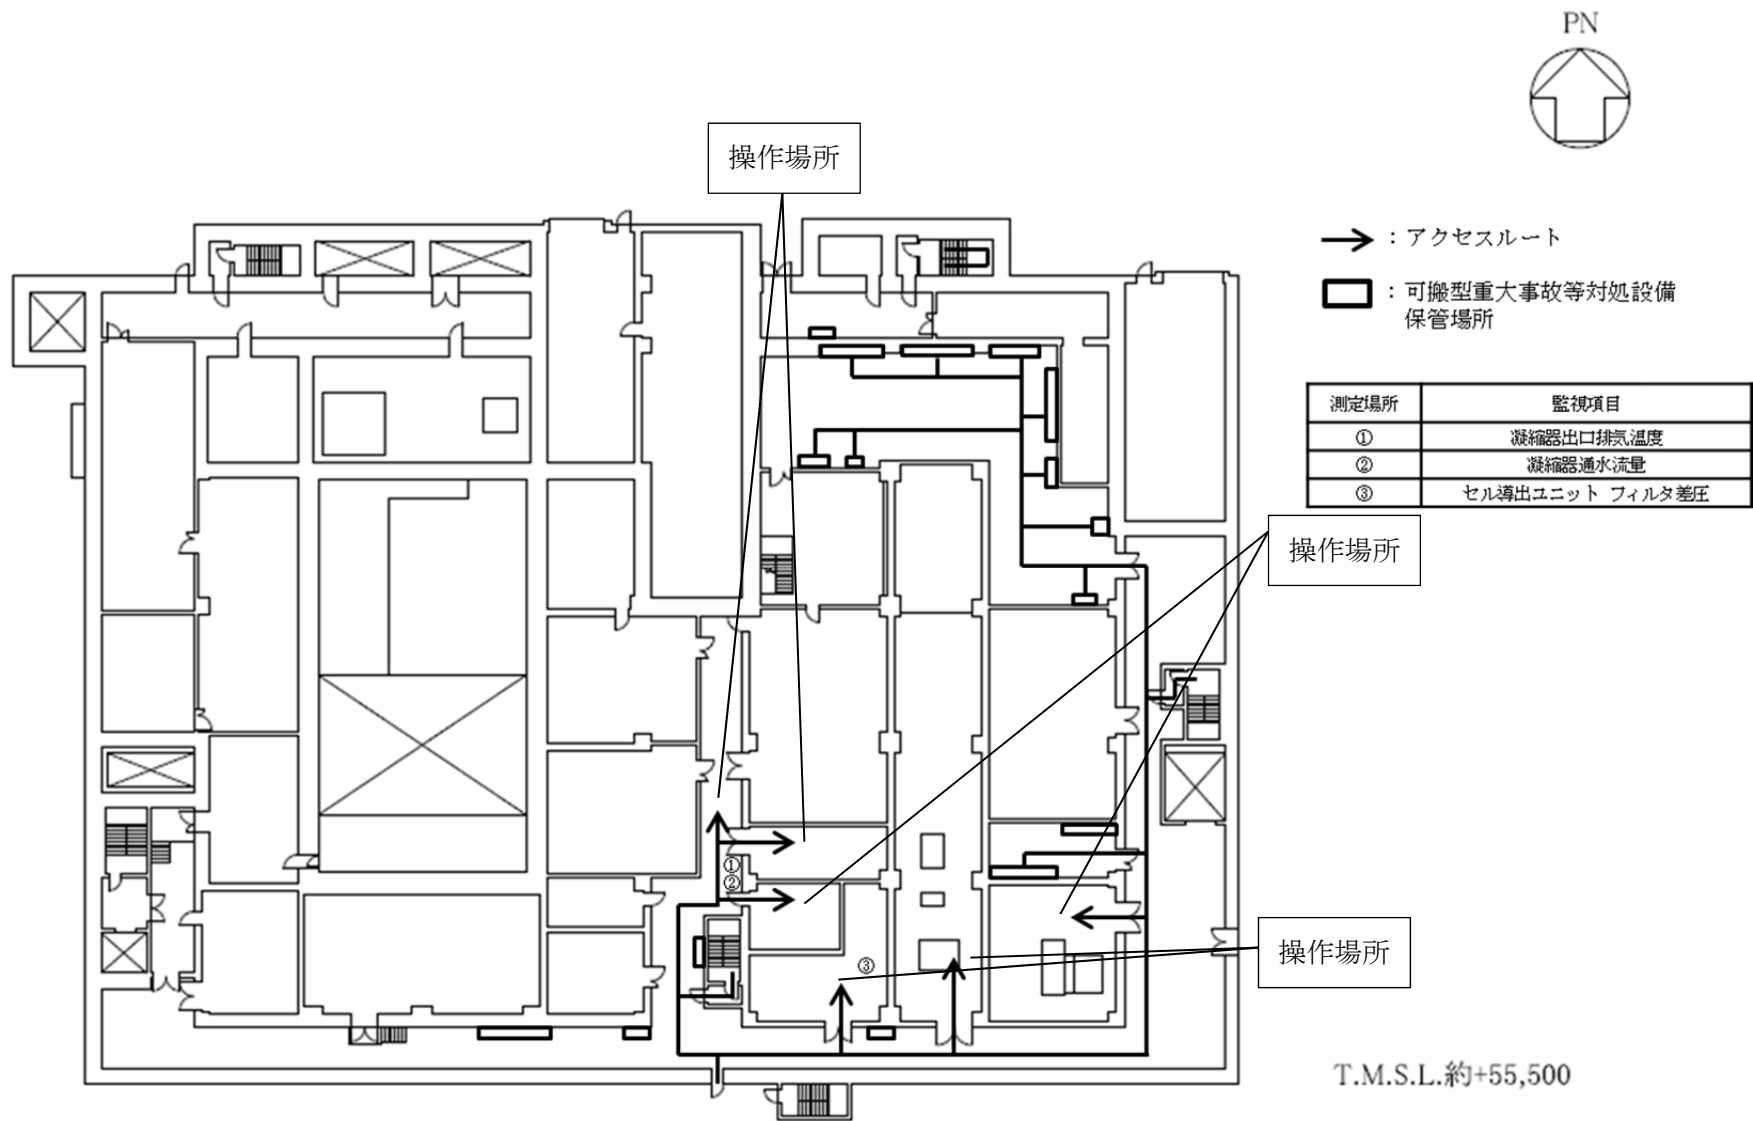 PN
操作場所
：アクセスルート
：可搬型重大事故等対処設備
保管場所
測定場所 監視項目
① 凝縮器出口排気温度
② 凝縮器通水流量
③ セル導出ユニット フィルタ差圧
操作場所
①
②
③
操作場所
T.M.S.L.約+55,500